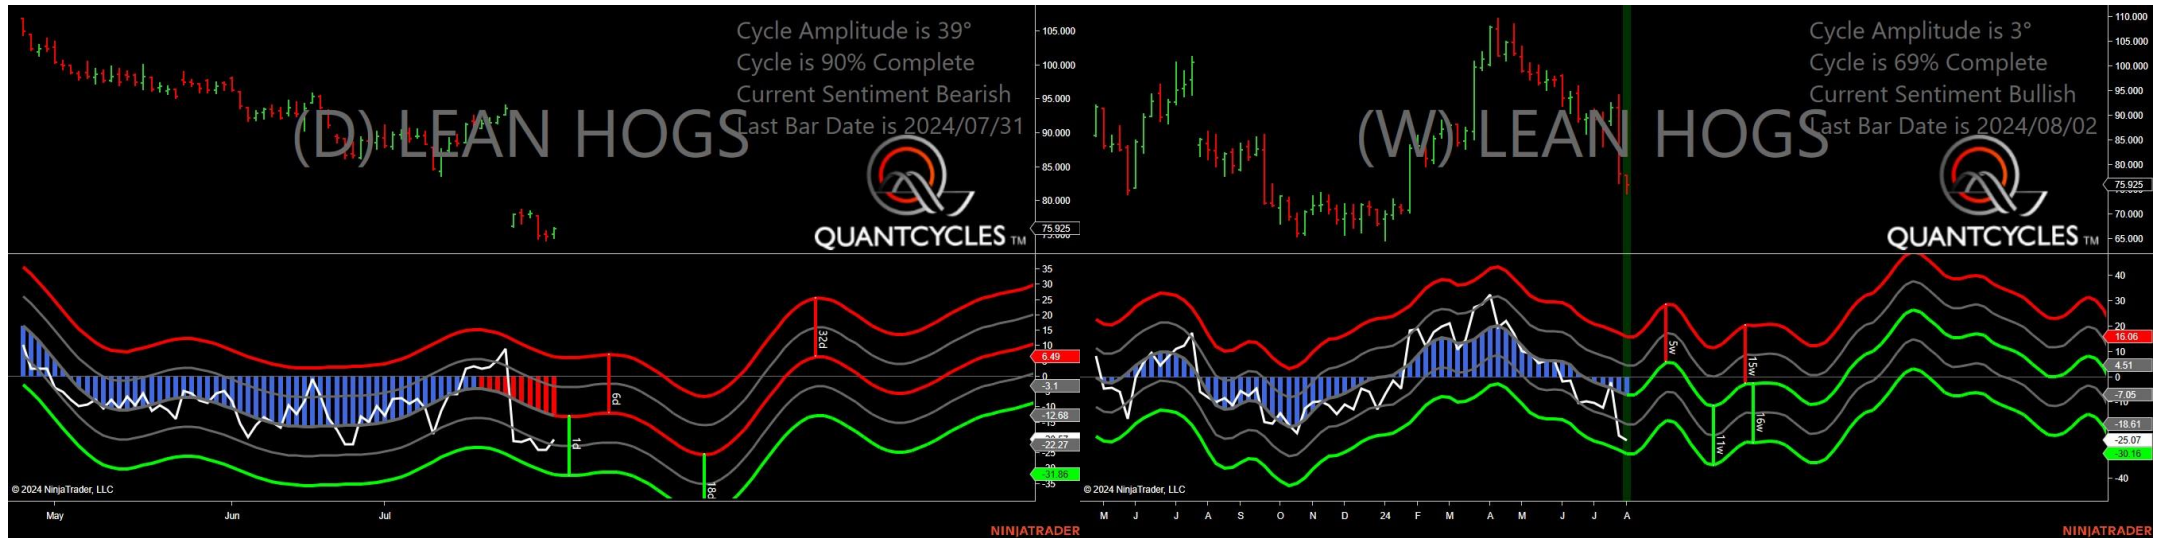 Cycle Amplitude is 39°
Cycle is 90% Complete
Current Sentiment Bearish
Last Bar Date is 2024/07/31
(D) LEAN HOGS
QUANTCYCLES TM
105.000
100.000
95.000
90.000
85.000
80.000
75.925
35
30
25
20
15
10
6.49
0
-3.1
-10
-12.68
-15
-22.27
-25
-31.86
-35
6d
1d
18d
32d
© 2024 NinjaTrader, LLC
May Jun Jul
NINJATRADER
Cycle Amplitude is 3°
Cycle is 69% Complete
Current Sentiment Bullish
Last Bar Date is 2024/08/02
(W) LEAN HOGS
QUANTCYCLES TM
110.000
105.000
100.000
95.000
90.000
85.000
80.000
75.925
70.000
65.000
40
30
20
16.06
10
4.51
0
-7.05
-18.61
-25.07
-30.16
-40
5w
15w
11w
16w
© 2024 NinjaTrader, LLC
M J J A S O N D 24 F M A M J J A
NINJATRADER